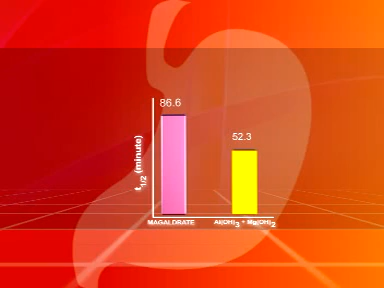 86.6
52.3
t1/2 (minute)
MAGALDRATE
Al(OH)3 + Mg(OH)2